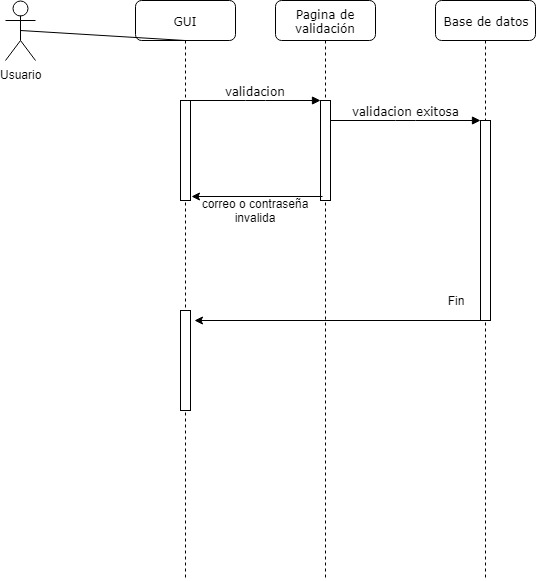 GUI
Pagina de
validación
Base de datos
Usuario
validacion
validacion exitosa
correo o contraseña
invalida
Fin